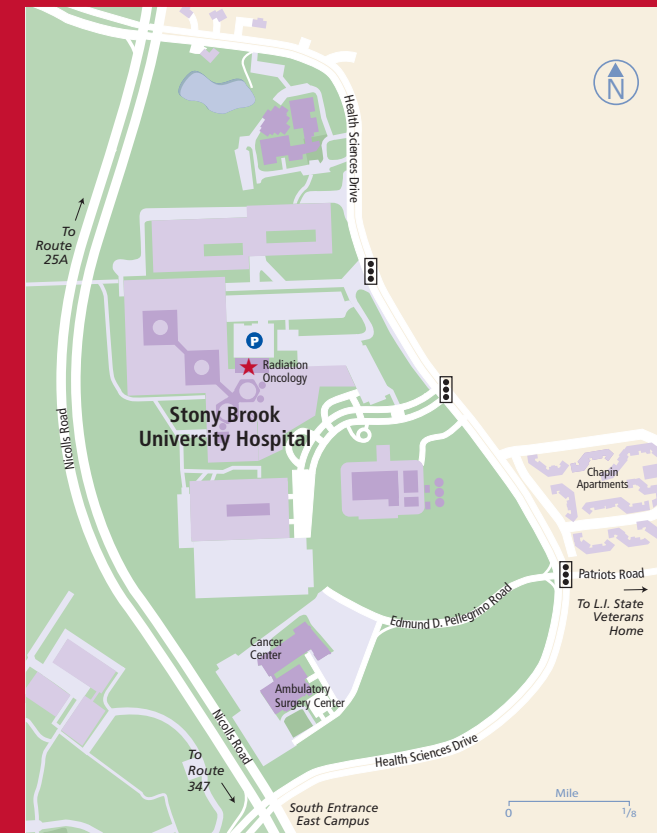 N
Health Sciences Drive
To
Route
25A
P
Radiation
Oncology
Stony Brook
University Hospital
Nicolls Road
Chapin
Apartments
Patriots Road
To L.I. State
Veterans
Home
Edmund D. Pellegrino Road
Cancer
Center
Ambulatory
Surgery Center
Nicolls Road
Health Sciences Drive
To
Route
347
South Entrance
East Campus
Mile
0 1/8